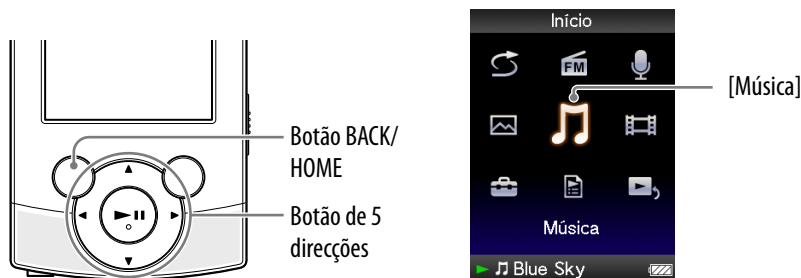 Botão BACK/
HOME
Botão de 5
direcções
Início
FM
[Música]
Música
Blue Sky